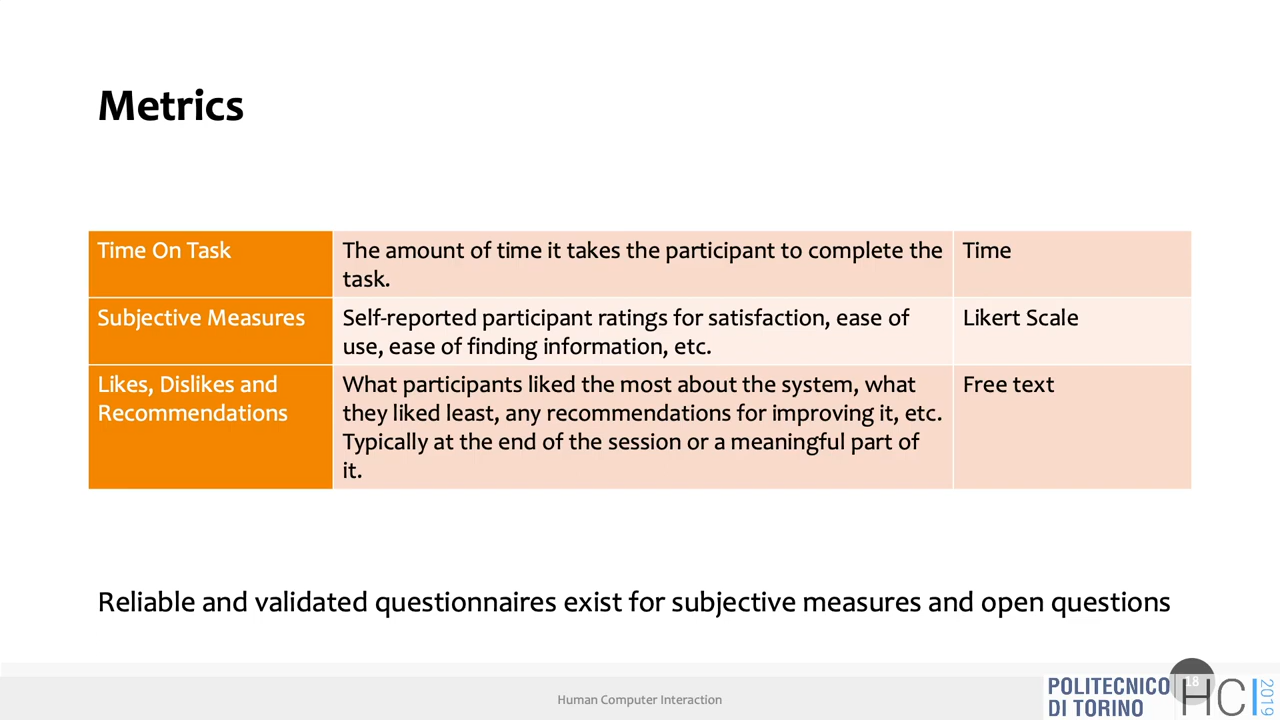 Metrics
Time On Task
The amount of time it takes the participant to complete the
task.
Time
Subjective Measures
Self-reported participant ratings for satisfaction, ease of
use, ease of finding information, etc.
Likert Scale
Likes, Dislikes and
Recommendations
What participants liked the most about the system, what
they liked least, any recommendations for improving it, etc.
Typically at the end of the session or a meaningful part of
it.
Free text
Reliable and validated questionnaires exist for subjective measures and open questions
Human Computer Interaction
18
POLITECNICO
DI TORINO
HCI
2019